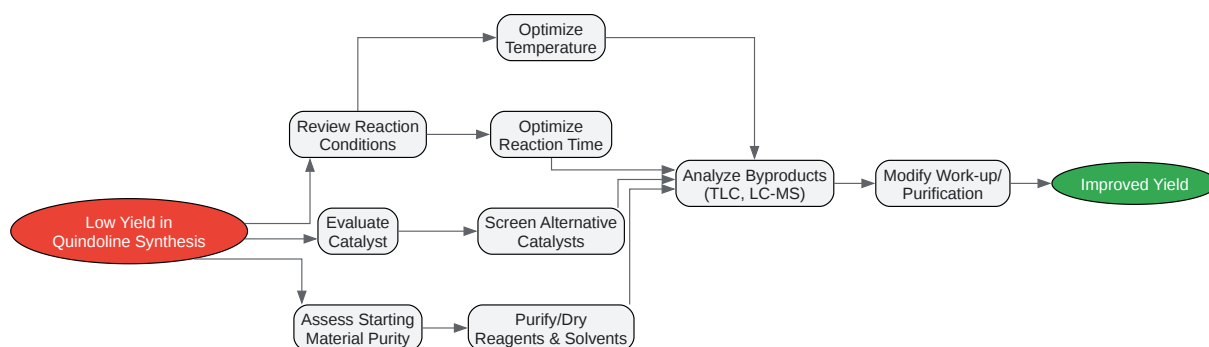 Optimize
Temperature
Review Reaction
Conditions
Optimize
Reaction Time
Analyze Byproducts
(TLC, LC-MS)
Modify Work-up/
Purification
Improved Yield
Low Yield in
Quindoline Synthesis
Evaluate
Catalyst
Screen Alternative
Catalysts
Assess Starting
Material Purity
Purify/Dry
Reagents & Solvents